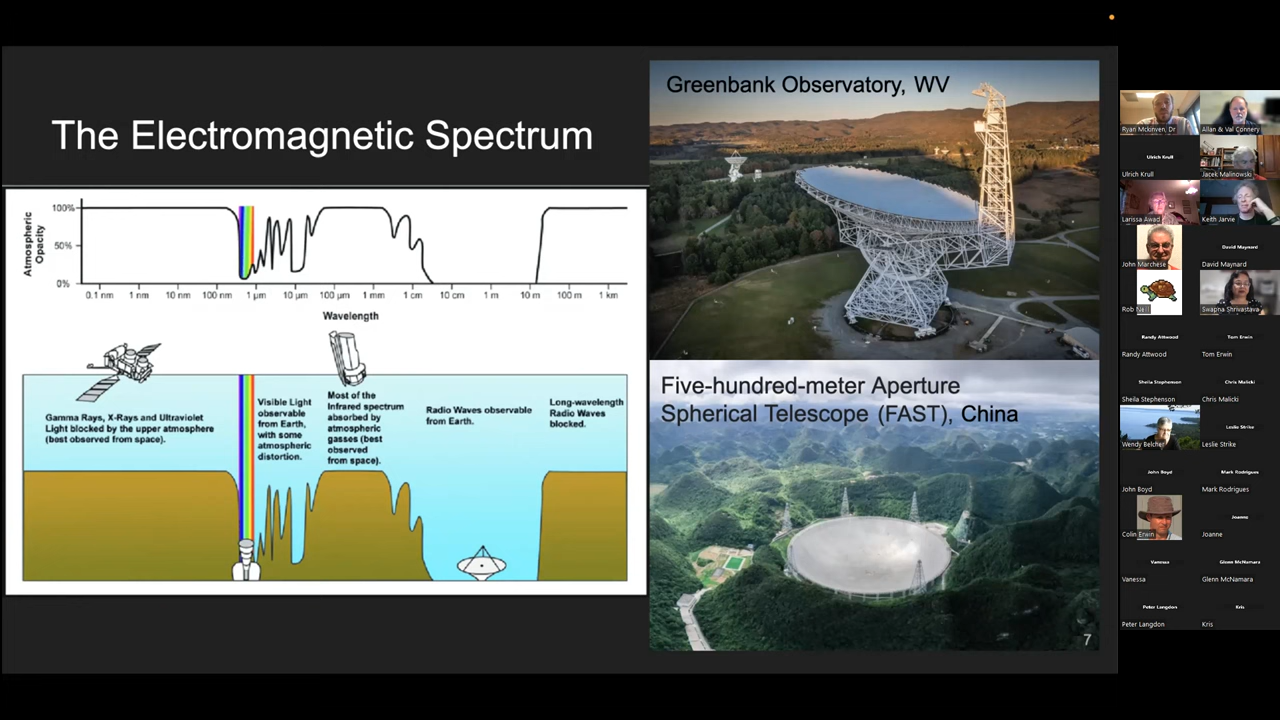 The Electromagnetic Spectrum
Atmospheric
Opacity
100%
50%
0%
0.1 nm 1 nm 10 nm 100 nm 1 µm 10 µm 100 µm 1 mm 1 cm 10 cm 1 m 10 m 100 m 1 km
Wavelength
Gamma Rays, X-Rays and Ultraviolet
Light blocked by the upper atmosphere
(best observed from space).
Visible Light
observable
from Earth,
with some
atmospheric
distortion.
Most of the
Infrared spectrum
absorbed by
atmospheric
gasses (best
observed
from space).
Radio Waves observable
from Earth.
Long-wavelength
Radio Waves
blocked.
Greenbank Observatory, WV
Five-hundred-meter Aperture
Spherical Telescope (FAST), China
7
Ryan Mckinven, Dr
Allan & Val Connery
Ulrich Krull
Ulrich Krull
Jacek Malinowski
Larissa Awad
Keith Jarvie
John Marchese
David Maynard
David Maynard
Rob Neil
Swapna Shrivastava
Randy Attwood
Randy Attwood
Tom Erwin
Tom Erwin
Sheila Stephenson
Sheila Stephenson
Chris Malicki
Chris Malicki
Wendy Belcher
Leslie Strike
Leslie Strike
John Boyd
John Boyd
Mark Rodrigues
Mark Rodrigues
Colin Erwin
Joanne
Joanne
Vanessa
Vanessa
Glenn McNamara
Glenn McNamara
Peter Langdon
Peter Langdon
Kris
Kris